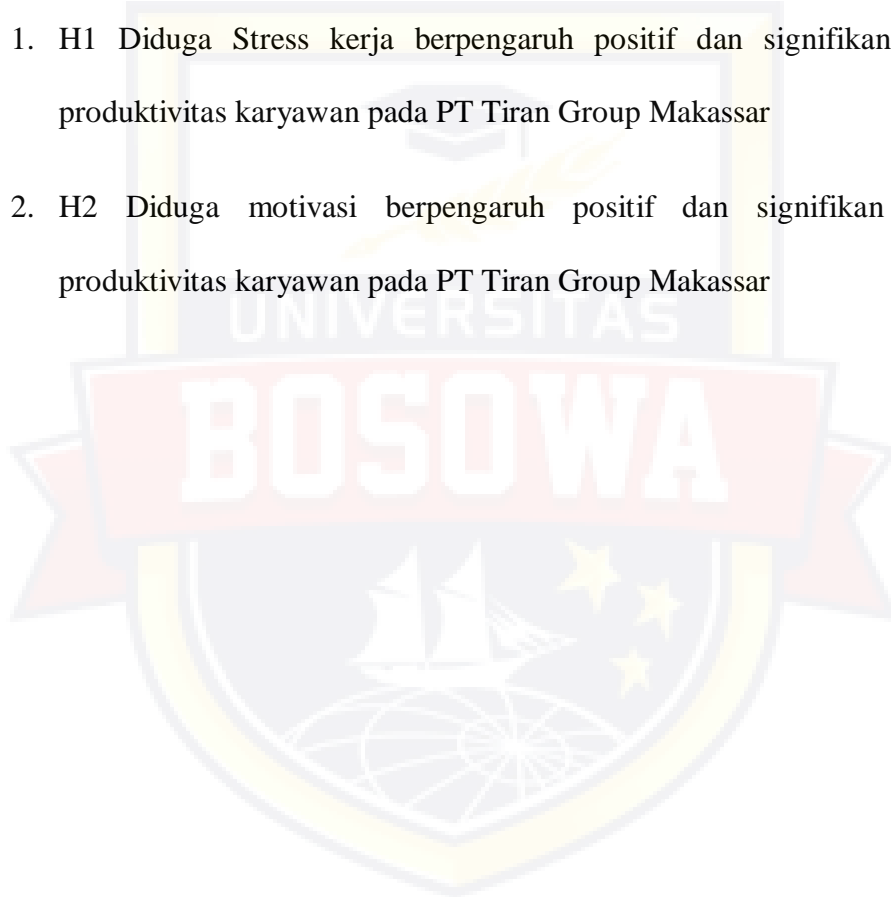 1. H1 Diduga Stress kerja berpengaruh positif dan signifikan
produktivitas karyawan pada PT Tiran Group Makassar
2. H2 Diduga motivasi berpengaruh positif dan signifikan
produktivitas karyawan pada PT Tiran Group Makassar
UNIVERSITAS
BOSOWA